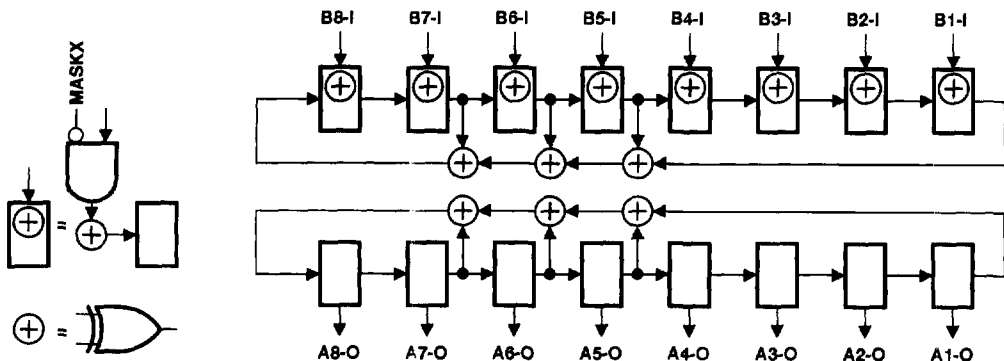 B8-I B7-I B6-I B5-I B4-I B3-I B2-I B1-I
MASKX
=
=
A8-O A7-O A6-O A5-O A4-O A3-O A2-O A1-O